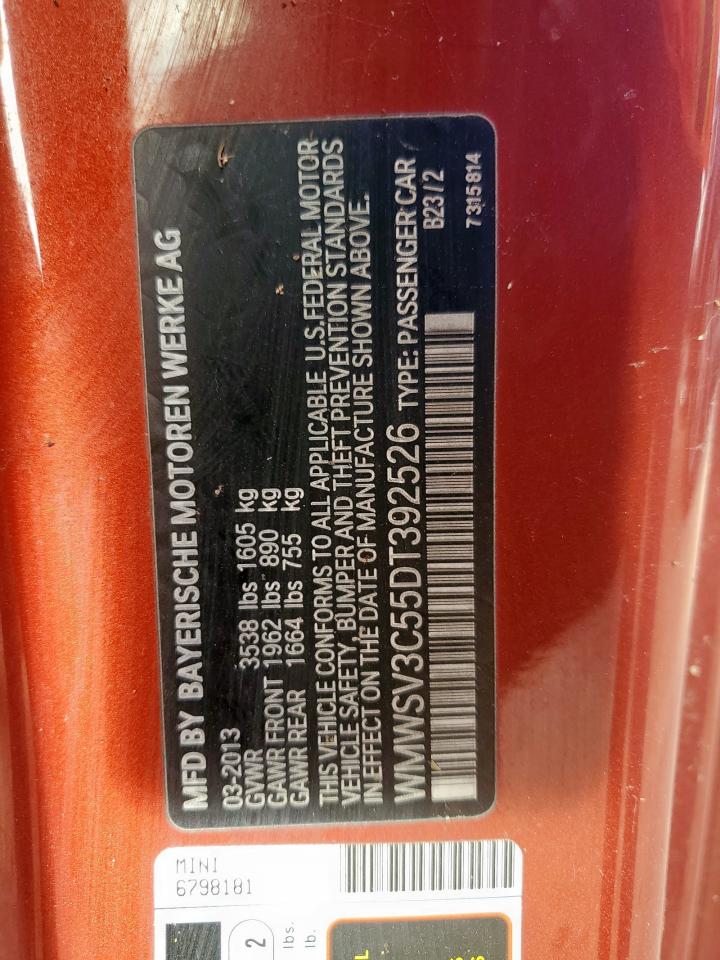 MFD BY BAYERISCHE MOTOREN WERKE AG
03-2013
GVWR 3538 lbs 1605 kg
GAWR FRONT 1962 lbs 890 kg
GAWR REAR 1664 lbs 755 kg
THIS VEHICLE CONFORMS TO ALL APPLICABLE U.S.FEDERAL MOTOR
VEHICLE SAFETY, BUMPER AND THEFT PREVENTION STANDARDS
IN EFFECT ON THE DATE OF MANUFACTURE SHOWN ABOVE.
WMWSV3C55DT392526 TYPE: PASSENGER CAR
B23/2
7315814
MINI
6798181
2
lbs.
lb.